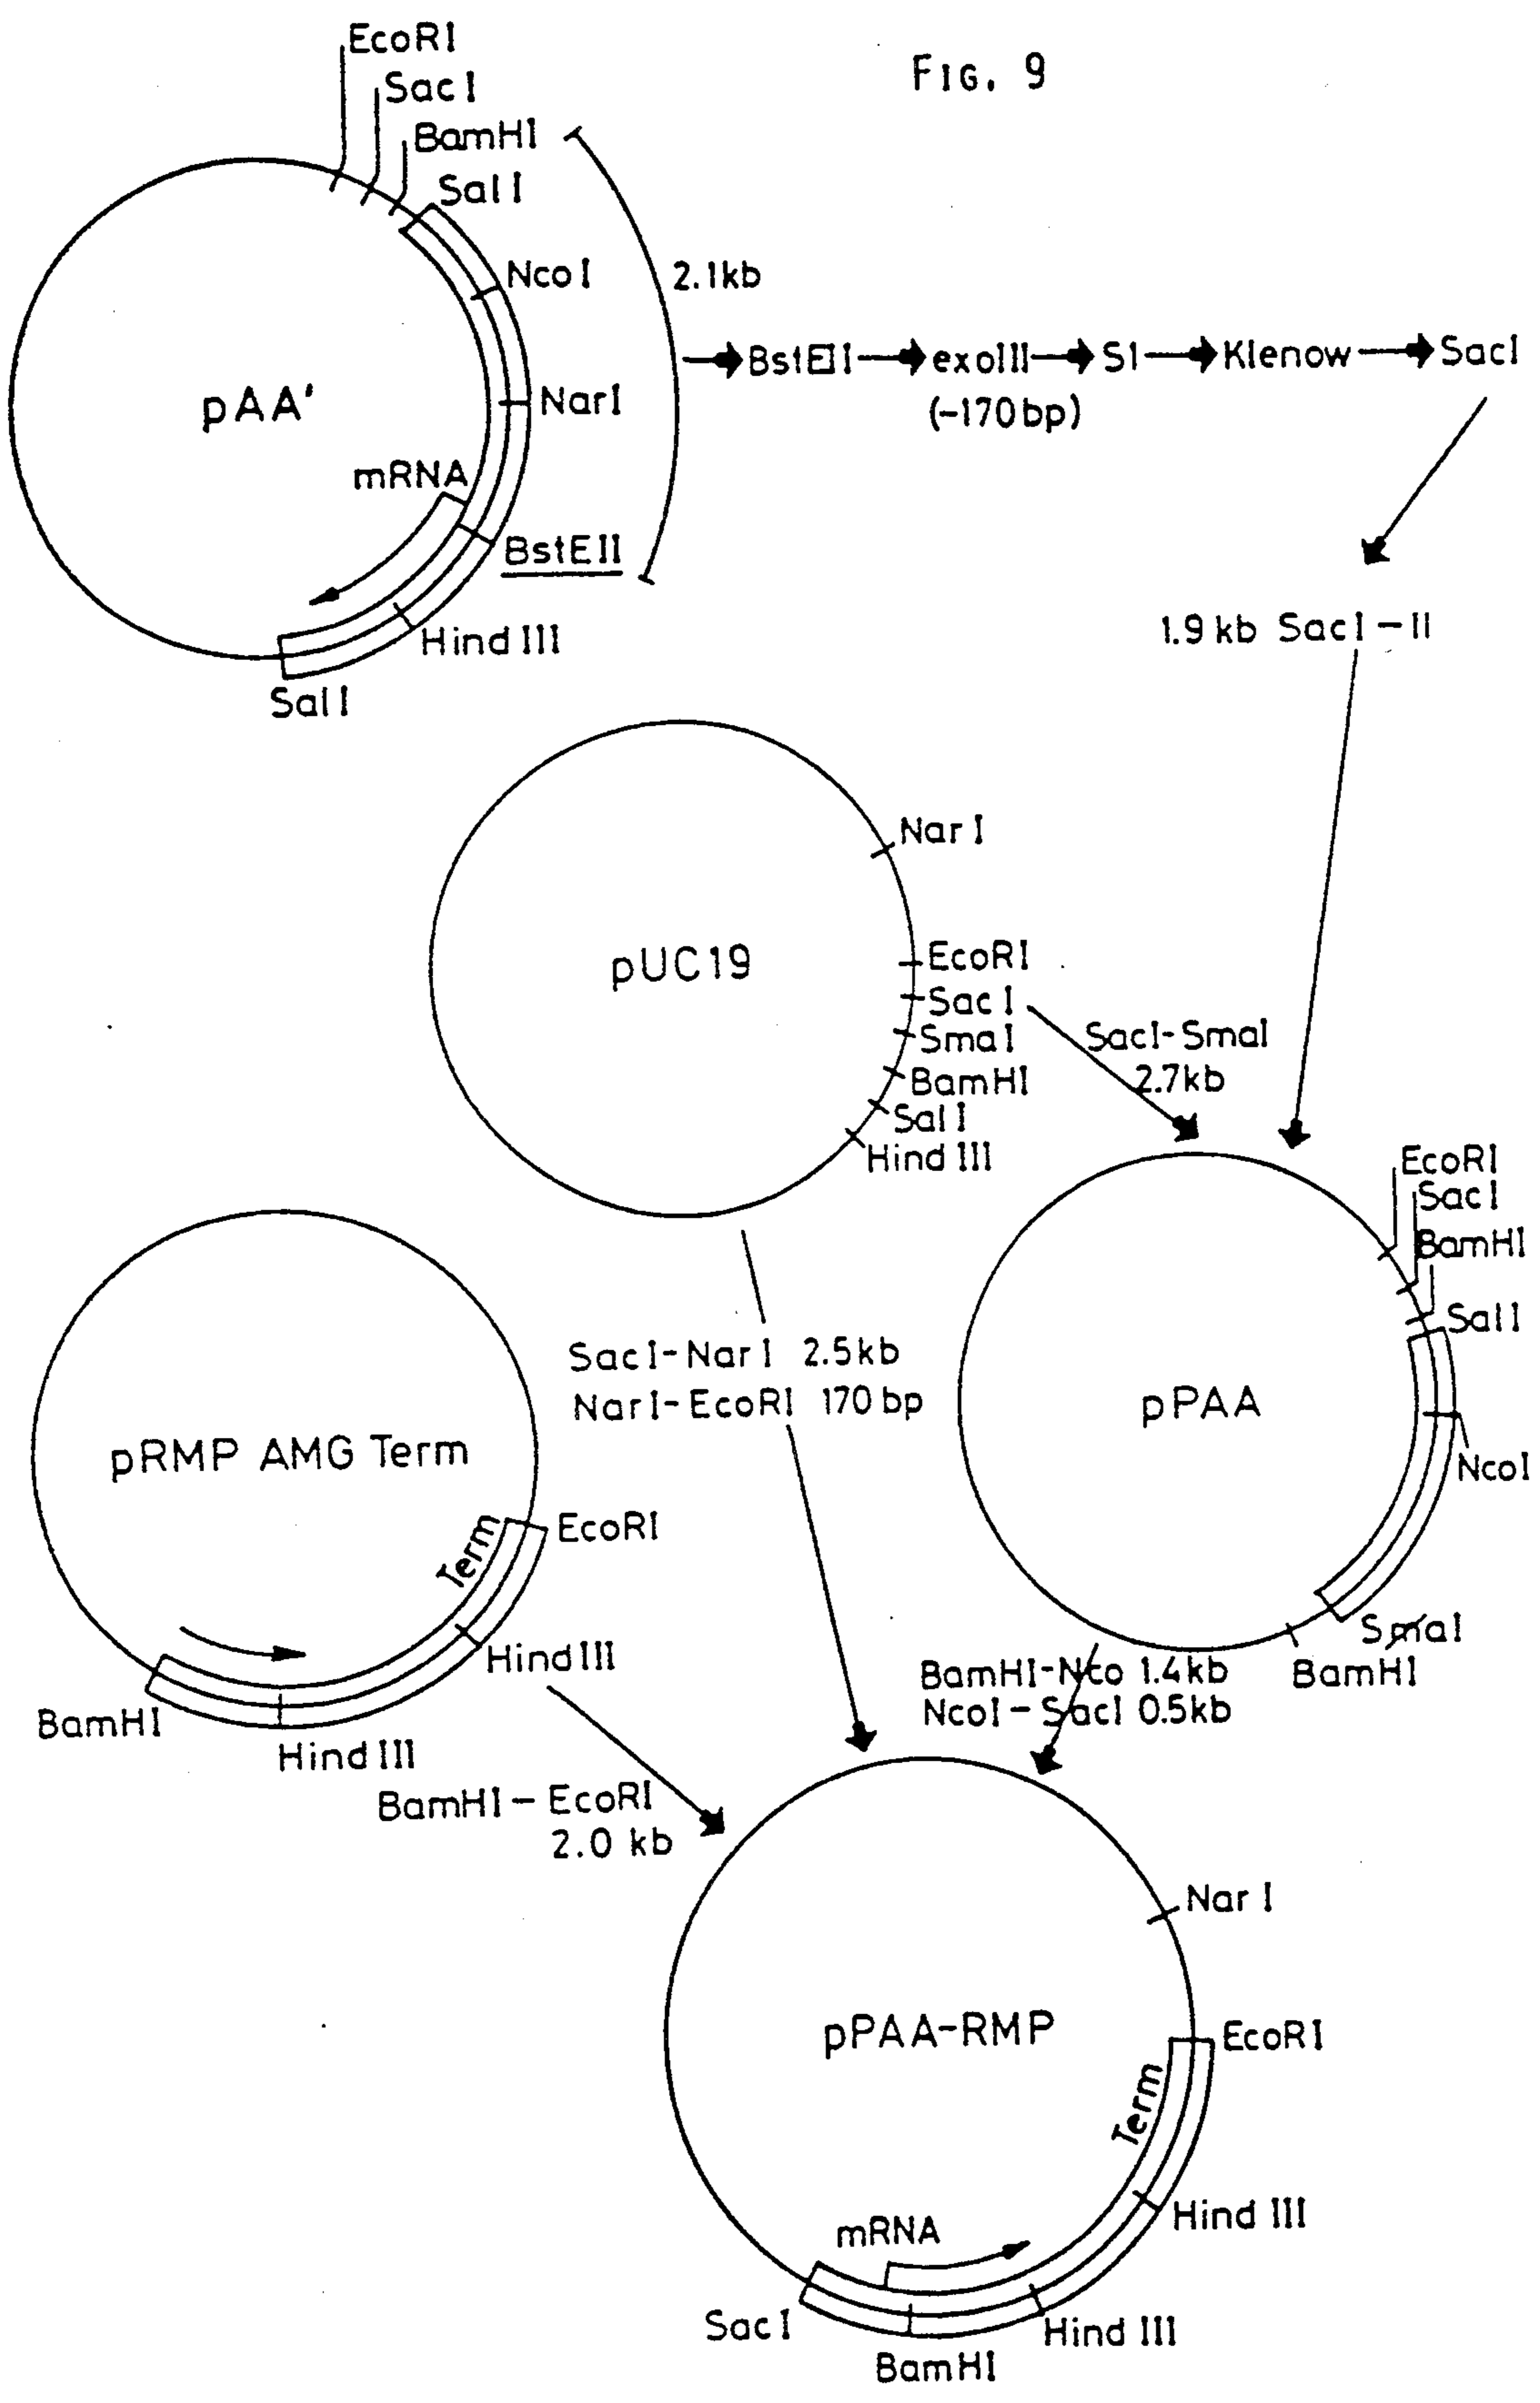 FIG. 9
EcoRI
SacI
BamHI
SalI
NcoI
2.1kb
NarI
pAA'
mRNA
BstEII
HindIII
SalI
BstEII
exoIII
S1
Klenow
SacI
(-170bp)
1.9 kb SacI-II
pUC19
NarI
EcoRI
SacI
SmaI
BamHI
SalI
HindIII
SacI-SmaI
2.7kb
EcoRI
SacI
BamHI
SalI
pPAA
NcoI
SmaI
BamHI
SacI-NarI 2.5kb
NarI-EcoRI 170 bp
pRMP AMG Term
Term
EcoRI
HindIII
BamHI
HindIII
BamHI-EcoRI
2.0 kb
BamHI-Nco 1.4kb
NcoI-SacI 0.5kb
NarI
pPAA-RMP
EcoRI
Term
HindIII
mRNA
SacI
HindIII
BamHI